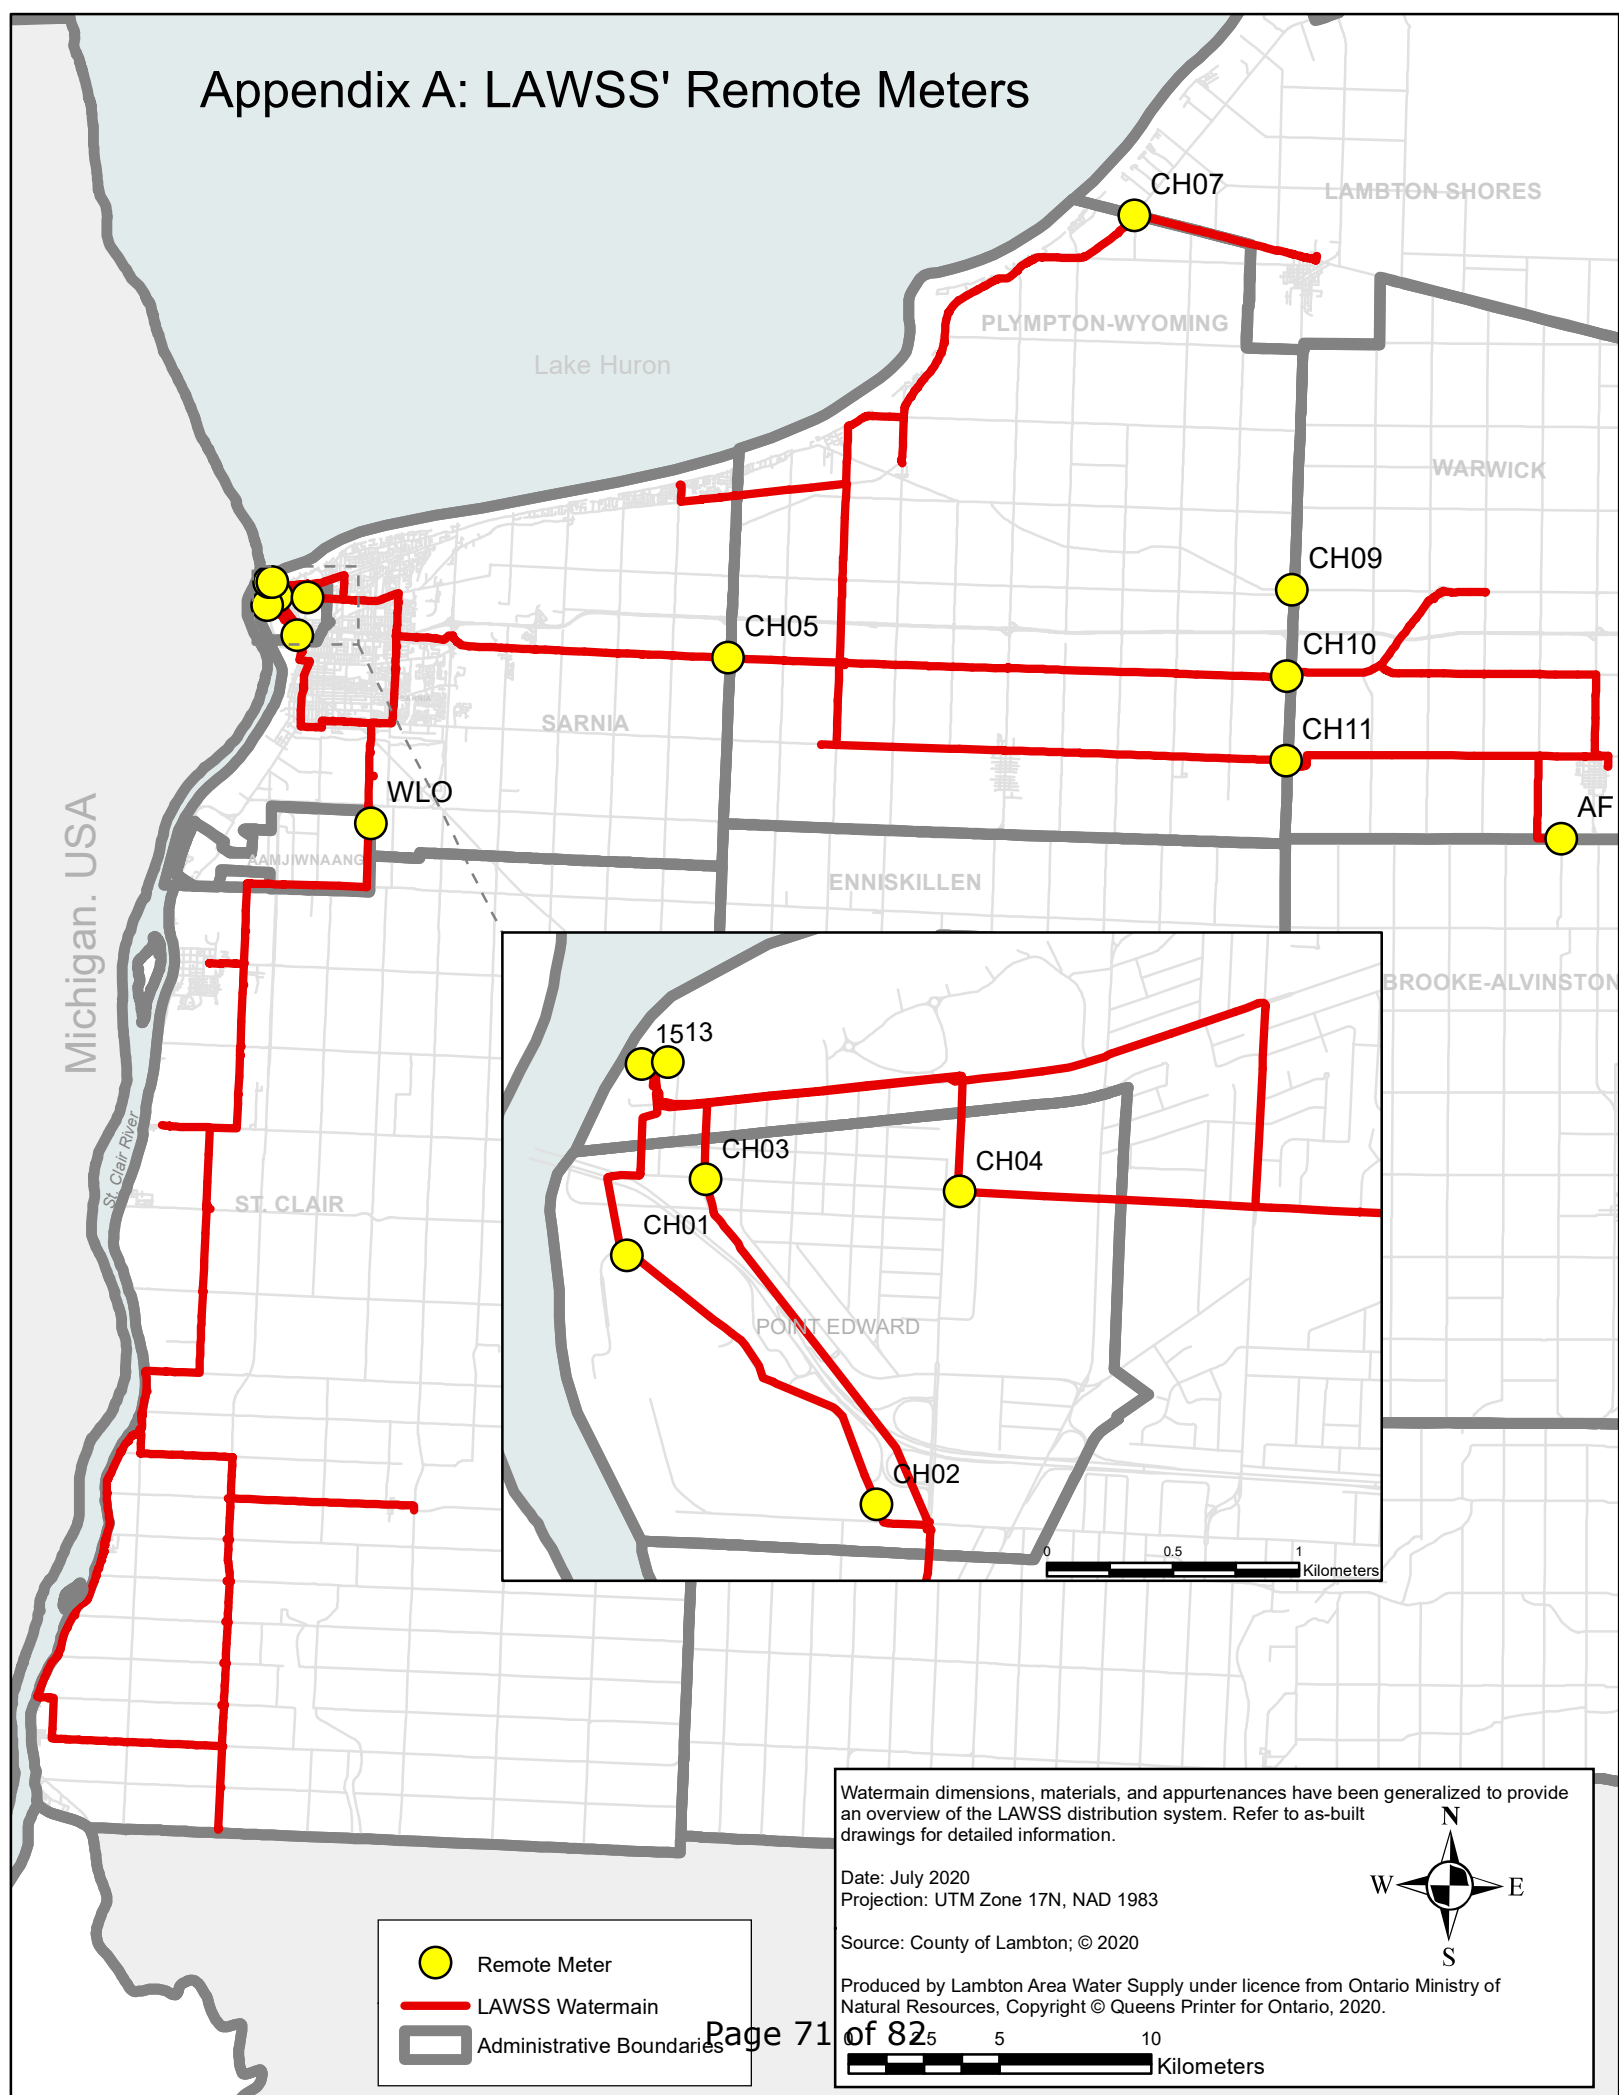 Appendix A: LAWSS' Remote Meters
CH07
LAMBTON SHORES
PLYMPTON-WYOMING
Lake Huron
WARWICK
CH09
CH05
CH10
SARNIA
CH11
WLO
AF
Michigan. USA
AAMJIWNAANG
ENNISKILLEN
BROOKE-ALVINSTON
1513
CH03
CH04
St. Clair River
ST. CLAIR
CH01
POINT EDWARD
CH02
0 0.5 1
Kilometers
Watermain dimensions, materials, and appurtenances have been generalized to provide
an overview of the LAWSS distribution system. Refer to as-built
drawings for detailed information.
N
W E
S
Date: July 2020
Projection: UTM Zone 17N, NAD 1983
Source: County of Lambton; © 2020
Produced by Lambton Area Water Supply under licence from Ontario Ministry of
Natural Resources, Copyright © Queens Printer for Ontario, 2020.
Remote Meter
LAWSS Watermain
Administrative Boundaries
Page 71 of 82
0 2.5 5 10
Kilometers